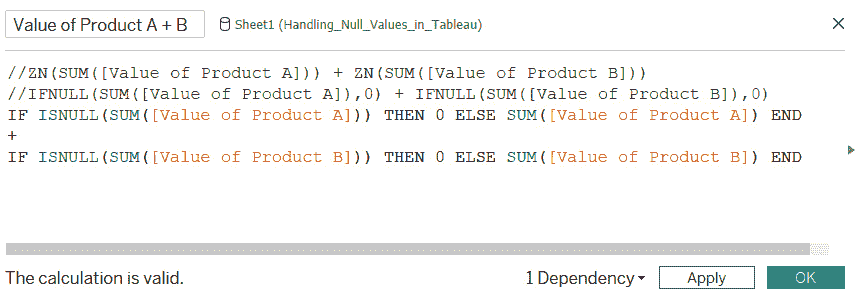 Value of Product A + B Sheet1 (Handling_Null_Values_in_Tableau)
//ZN(SUM([Value of Product A])) + ZN(SUM([Value of Product B]))
//IFNULL(SUM([Value of Product A]),0) + IFNULL(SUM([Value of Product B]),0)
IF ISNULL(SUM([Value of Product A])) THEN 0 ELSE SUM([Value of Product A]) END
+
IF ISNULL(SUM([Value of Product B])) THEN 0 ELSE SUM([Value of Product B]) END
The calculation is valid. 1 Dependency Apply OK